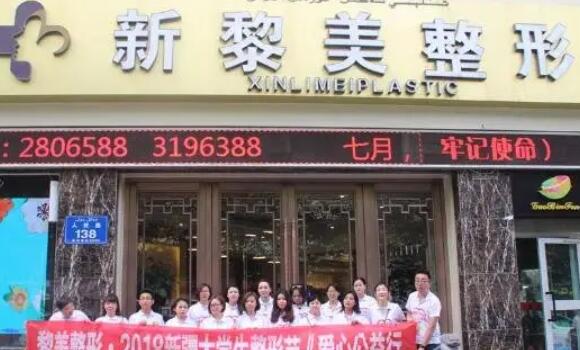 新黎美整形
XINLIMEIPLASTIC
: 2806588 3196388 七月， 牢记使命）
138
黎美整形·2019新疆大学生整形节//爱心公益行